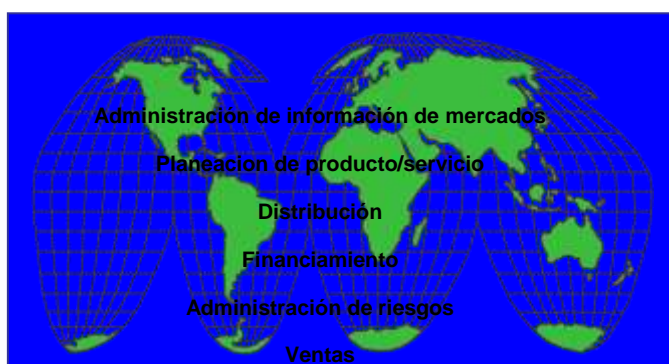 Administración de información de mercados
Planeacion de producto/servicio
Distribución
Financiamiento
Administración de riesgos
Ventas